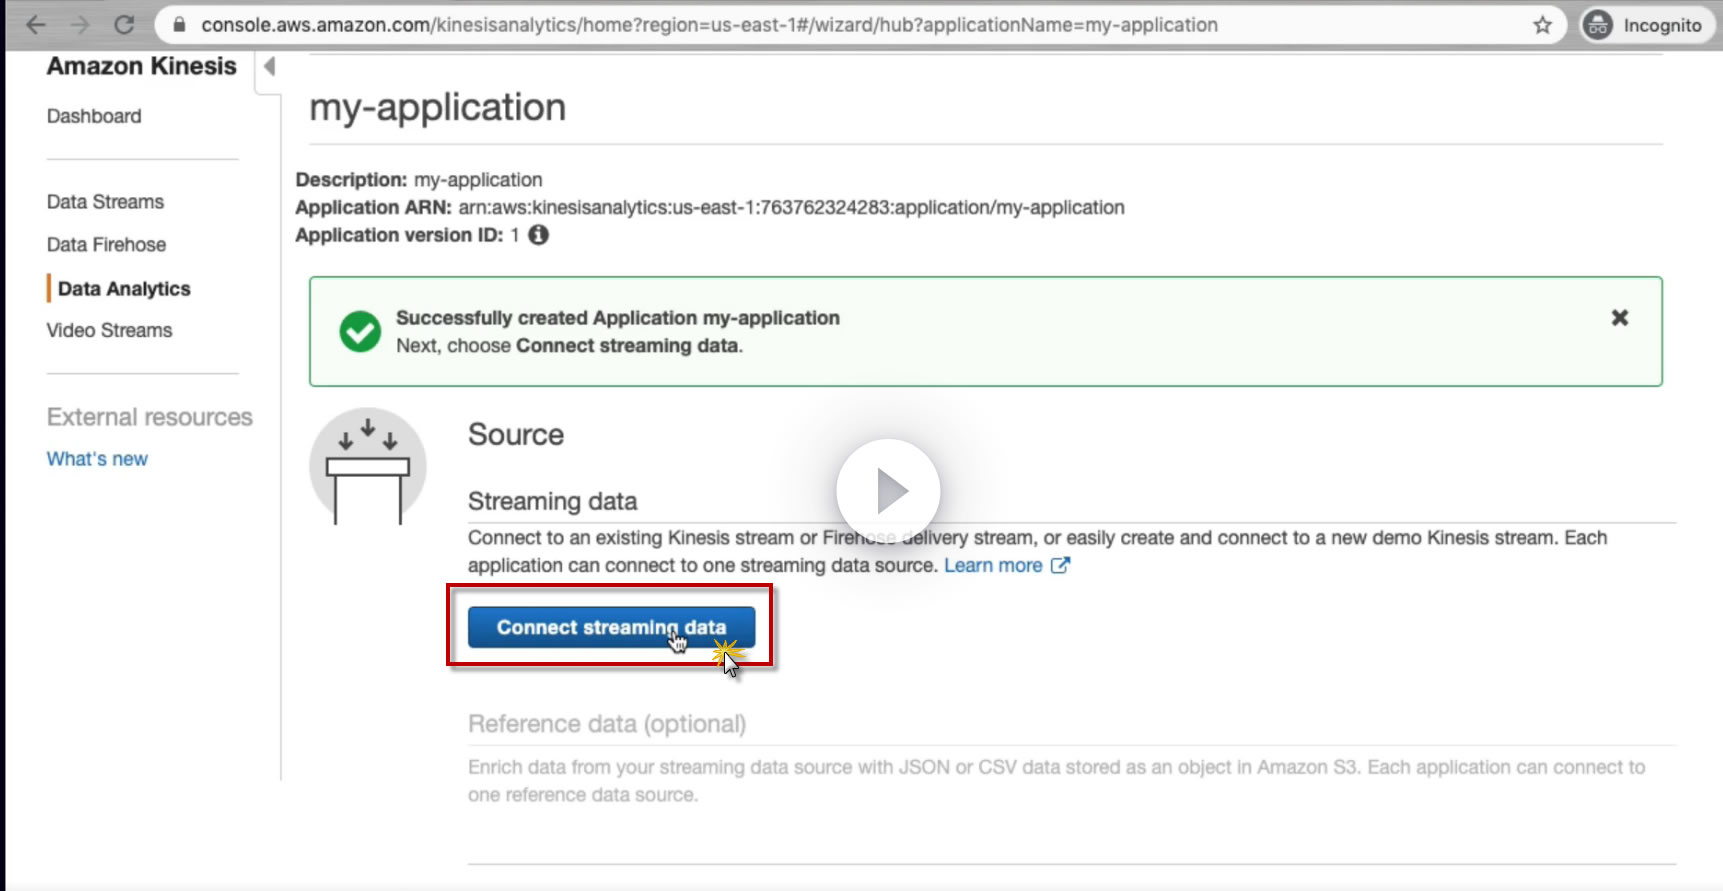 console.aws.amazon.com/kinesisanalytics/home?region=us-east-1#/wizard/hub?applicationName=my-application
Incognito
Amazon Kinesis
Dashboard
Data Streams
Data Firehose
Data Analytics
Video Streams
External resources
What's new
my-application
Description: my-application
Application ARN: arn:aws:kinesisanalytics:us-east-1:763762324283:application/my-application
Application version ID: 1
Successfully created Application my-application
Next, choose Connect streaming data.
Source
Streaming data
Connect to an existing Kinesis stream or Firehose delivery stream, or easily create and connect to a new demo Kinesis stream. Each
application can connect to one streaming data source. Learn more
Connect streaming data
Reference data (optional)
Enrich data from your streaming data source with JSON or CSV data stored as an object in Amazon S3. Each application can connect to
one reference data source.